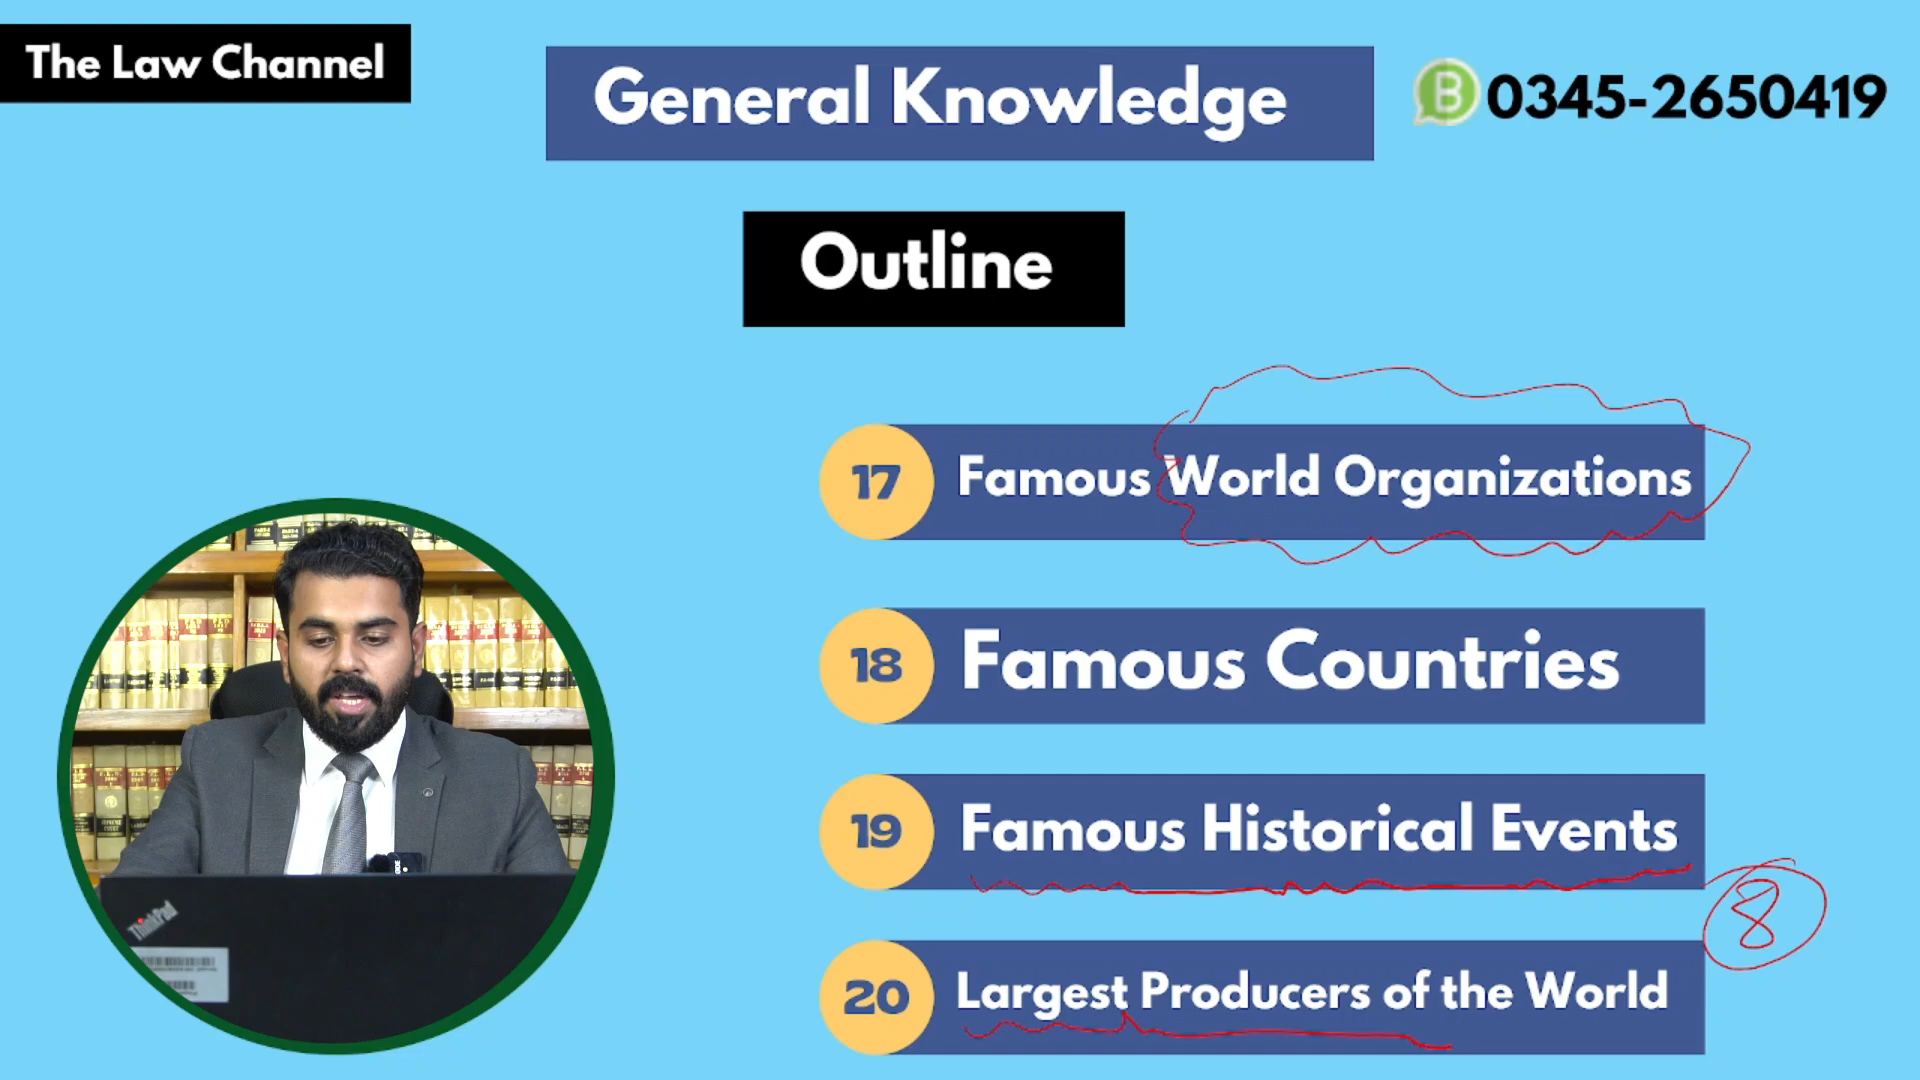 The Law Channel
General Knowledge
B 0345-2650419
Outline
17 Famous World Organizations
18 Famous Countries
19 Famous Historical Events
8
20 Largest Producers of the World
ThinkPad